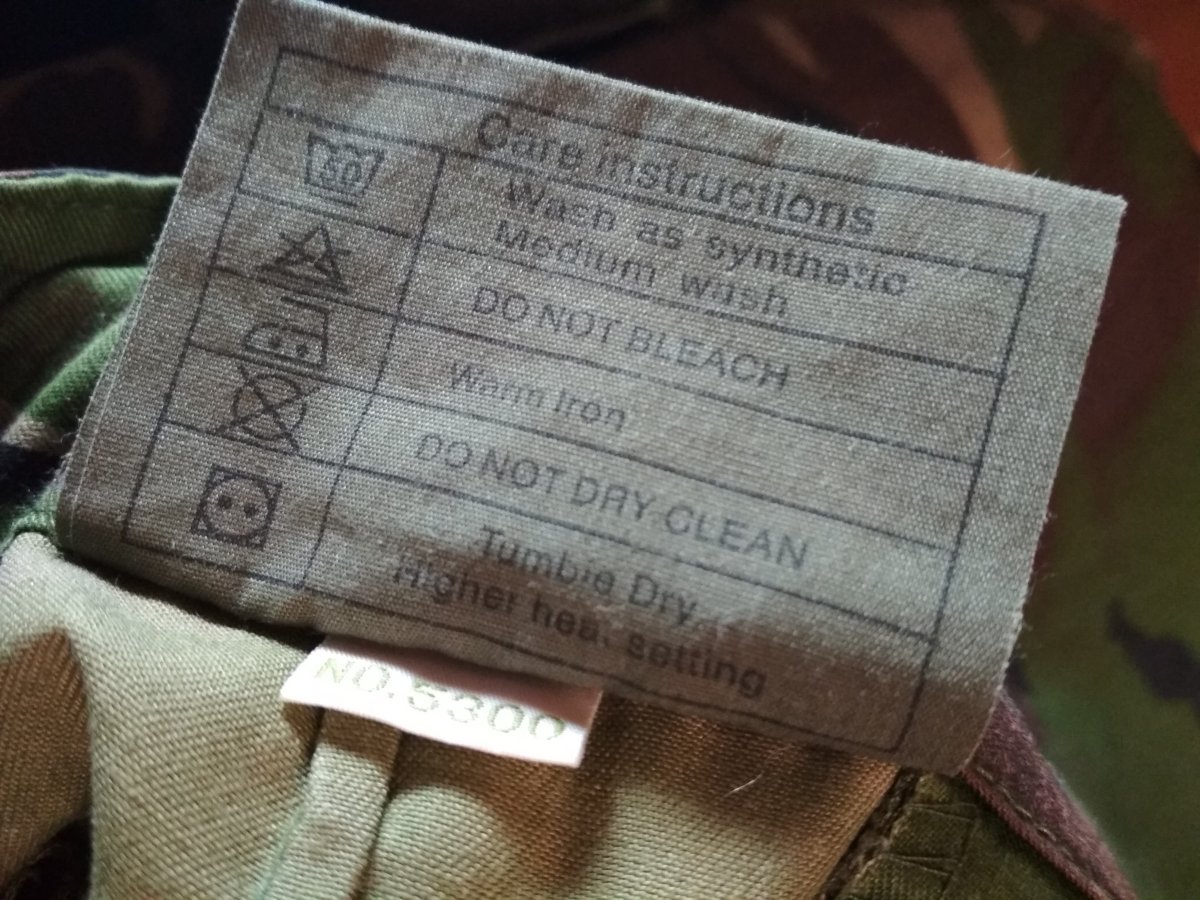 Care instructions
50
Wash as synthetic
Medium wash
DO NOT BLEACH
Warm Iron
DO NOT DRY CLEAN
Tumble Dry
Higher heat setting
NO. 5300